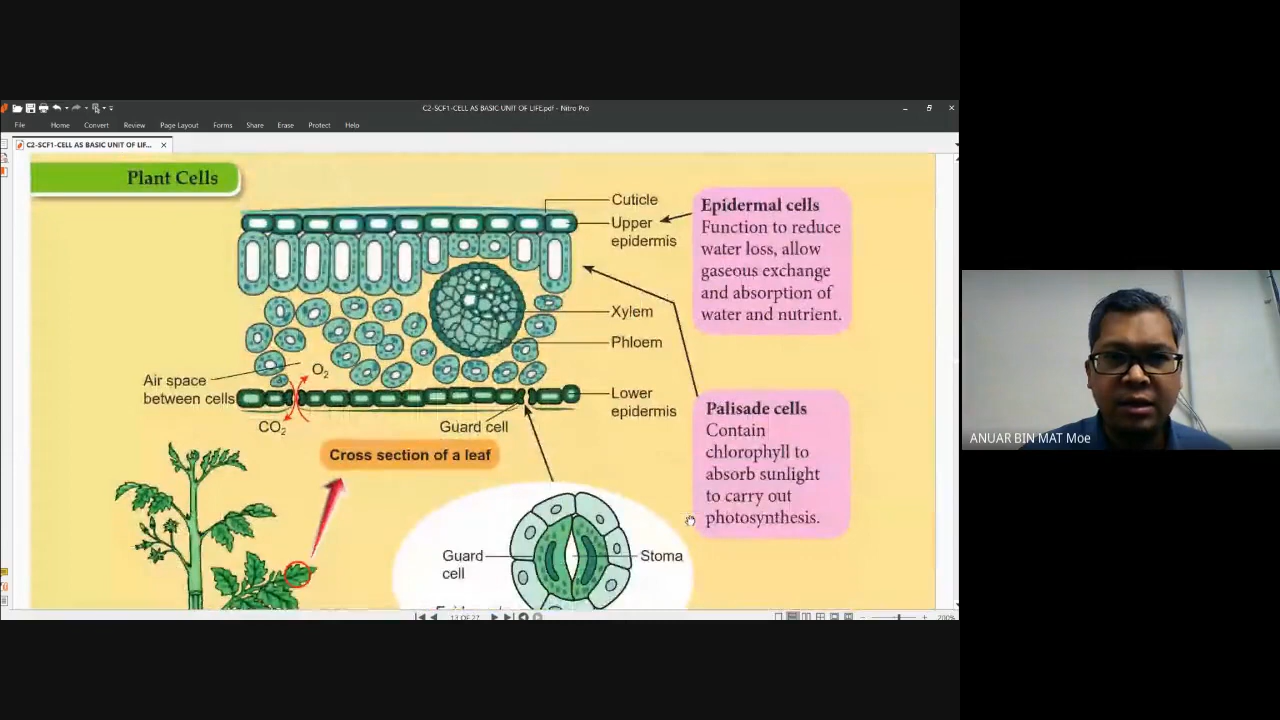 C2-SCF1-CELL AS BASIC UNIT OF LIFE.pdf - Nitro Pro
File Home Convert Review Page Layout Forms Share Erase Protect Help
C2-SCF1-CELL AS BASIC UNIT OF LIF...
Plant Cells
Cuticle
Upper
epidermis
Xylem
Phloem
Air space
between cells
O₂
CO₂
Lower
epidermis
Guard cell
Cross section of a leaf
Epidermal cells
Function to reduce
water loss, allow
gaseous exchange
and absorption of
water and nutrient.
Palisade cells
Contain
chlorophyll to
absorb sunlight
to carry out
photosynthesis.
Guard
cell
Stoma
13 OF 27
200%
ANUAR BIN MAT Moe